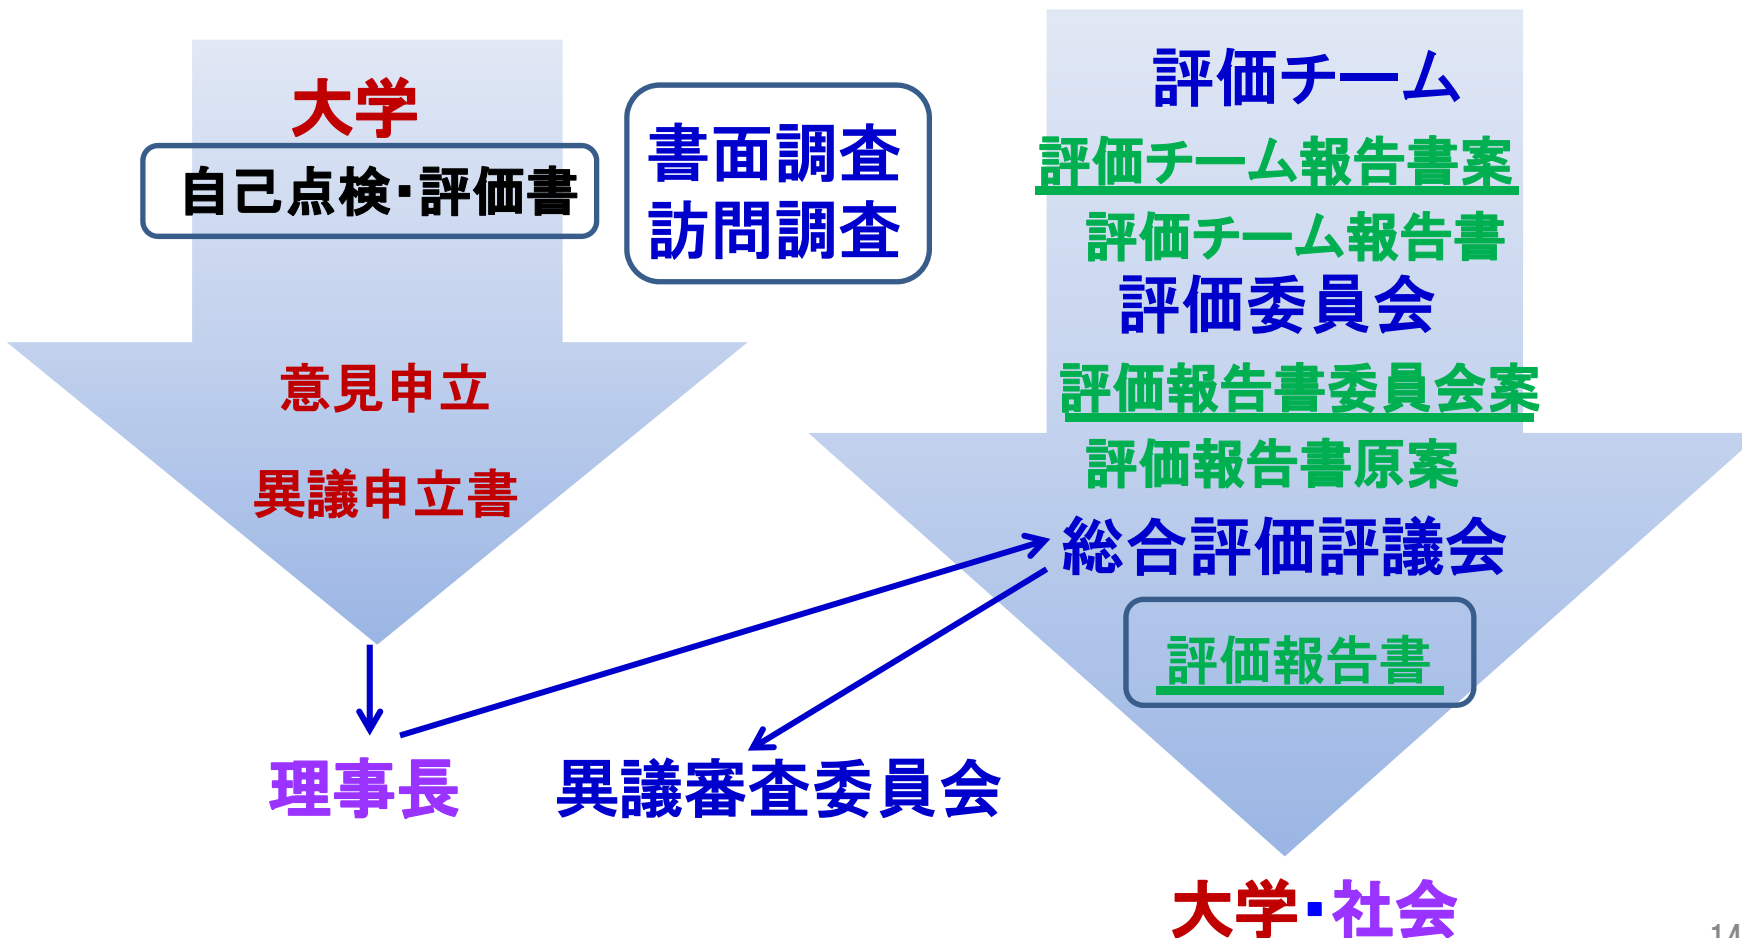 大学
自己点検・評価書
意見申立
異議申立書
書面調査
訪問調査
評価チーム
評価チーム報告書案
評価チーム報告書
評価委員会
評価報告書委員会案
評価報告書原案
総合評価評議会
評価報告書
理事長
異議審査委員会
大学・社会
14